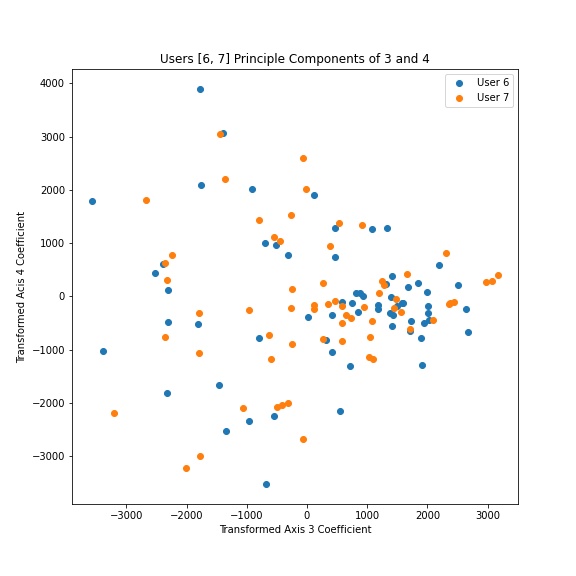 Users [6, 7] Principle Components of 3 and 4
User 6
User 7
4000
3000
2000
1000
0
−1000
−2000
−3000
Transformed Acis 4 Coefficient
−3000 −2000 −1000 0 1000 2000 3000
Transformed Axis 3 Coefficient